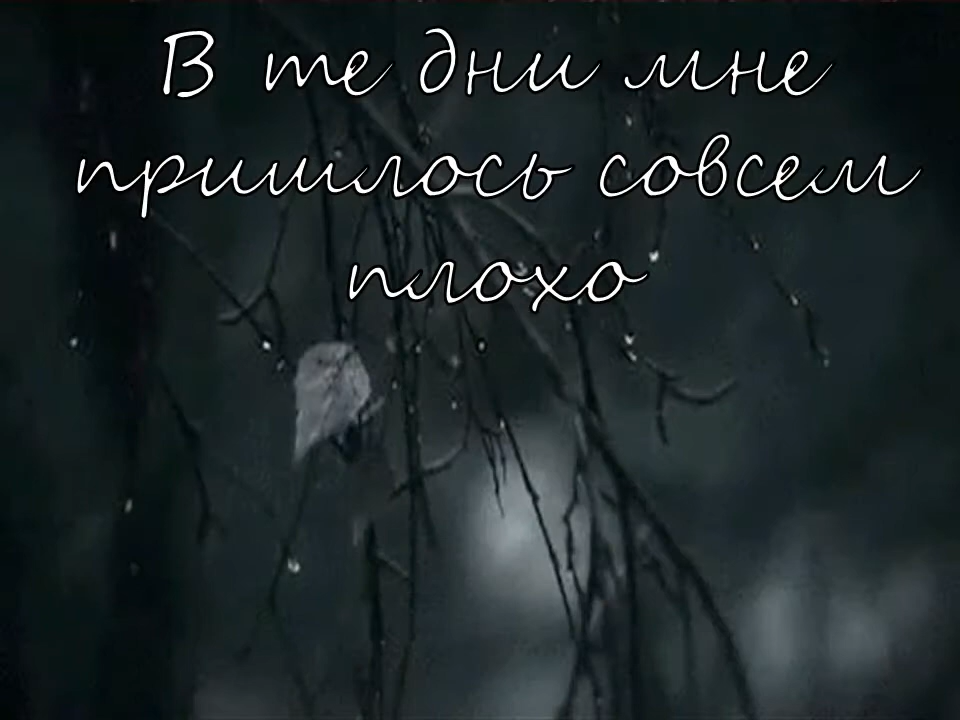 В те дни мне
пришлось совсем
плохо